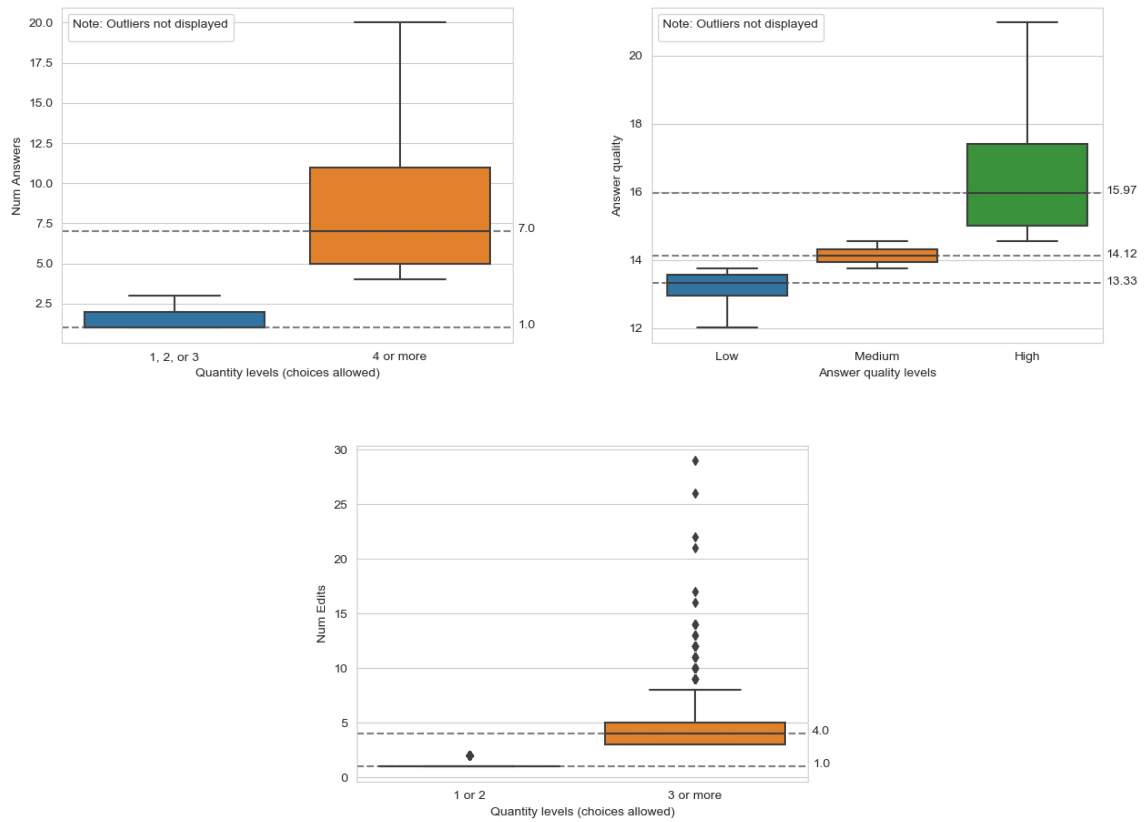 Note: Outliers not displayed
20.0
17.5
15.0
12.5
10.0
7.5
5.0
2.5
Num Answers
7.0
1.0
1, 2, or 3
4 or more
Quantity levels (choices allowed)
Note: Outliers not displayed
20
18
16
14
12
Answer quality
15.97
14.12
13.33
Low
Medium
High
Answer quality levels
30
25
20
15
10
5
0
Num Edits
4.0
1.0
1 or 2
3 or more
Quantity levels (choices allowed)